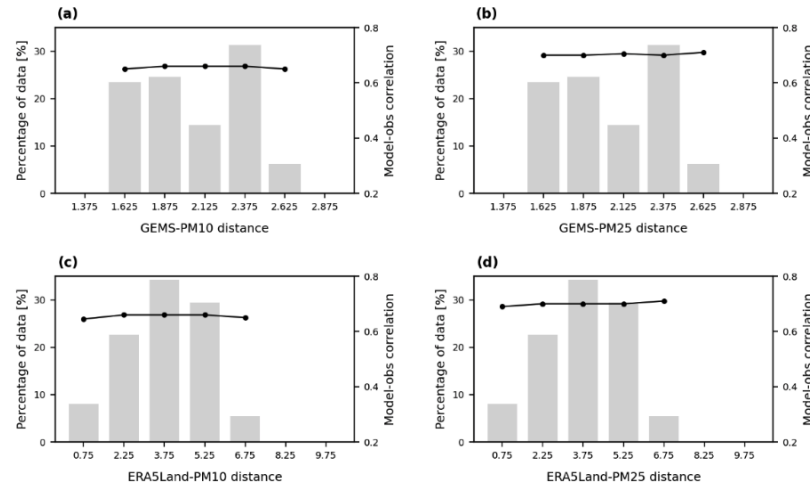 (a)
Percentage of data [%]
30
20
10
0
0.8
0.6
0.4
0.2
Model-obs correlation
1.375 1.625 1.875 2.125 2.375 2.625 2.875
GEMS-PM10 distance
(b)
Percentage of data [%]
30
20
10
0
0.8
0.6
0.4
0.2
Model-obs correlation
1.375 1.625 1.875 2.125 2.375 2.625 2.875
GEMS-PM25 distance
(c)
Percentage of data [%]
30
20
10
0
0.8
0.6
0.4
0.2
Model-obs correlation
0.75 2.25 3.75 5.25 6.75 8.25 9.75
ERA5Land-PM10 distance
(d)
Percentage of data [%]
30
20
10
0
0.8
0.6
0.4
0.2
Model-obs correlation
0.75 2.25 3.75 5.25 6.75 8.25 9.75
ERA5Land-PM25 distance